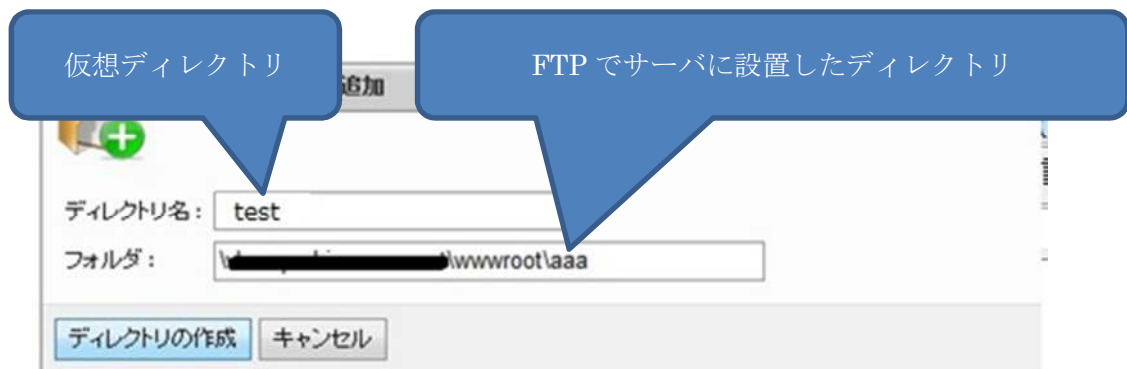 仮想ディレクトリ
FTP でサーバに設置したディレクトリ
追加
ディレクトリ名: test
フォルダ: \wwwroot\aaa
ディレクトリの作成 キャンセル